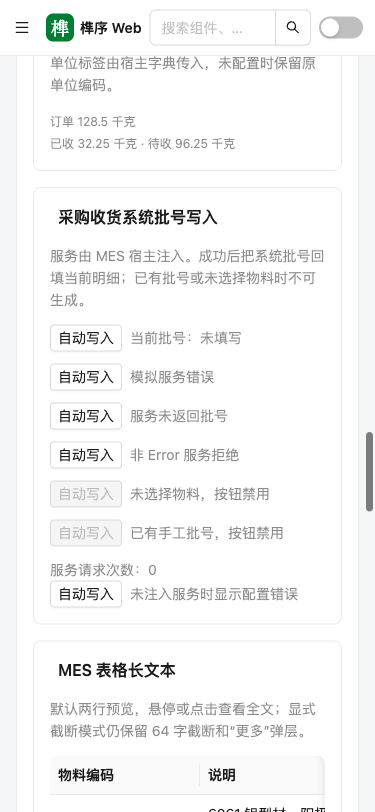 榫 榫序 Web 搜索组件、...
单位标签由宿主字典传入，未配置时保留原
单位编码。
订单 128.5 千克
已收 32.25 千克 · 待收 96.25 千克
采购收货系统批号写入
服务由 MES 宿主注入。成功后把系统批号回
填当前明细；已有批号或未选择物料时不可
生成。
自动写入 当前批号：未填写
自动写入 模拟服务错误
自动写入 服务未返回批号
自动写入 非 Error 服务拒绝
自动写入 未选择物料，按钮禁用
自动写入 已有手工批号，按钮禁用
服务请求次数：0
自动写入 未注入服务时显示配置错误
MES 表格长文本
默认两行预览，悬停或点击查看全文；显式
截断模式仍保留 64 字截断和“更多”弹层。
物料编码 说明